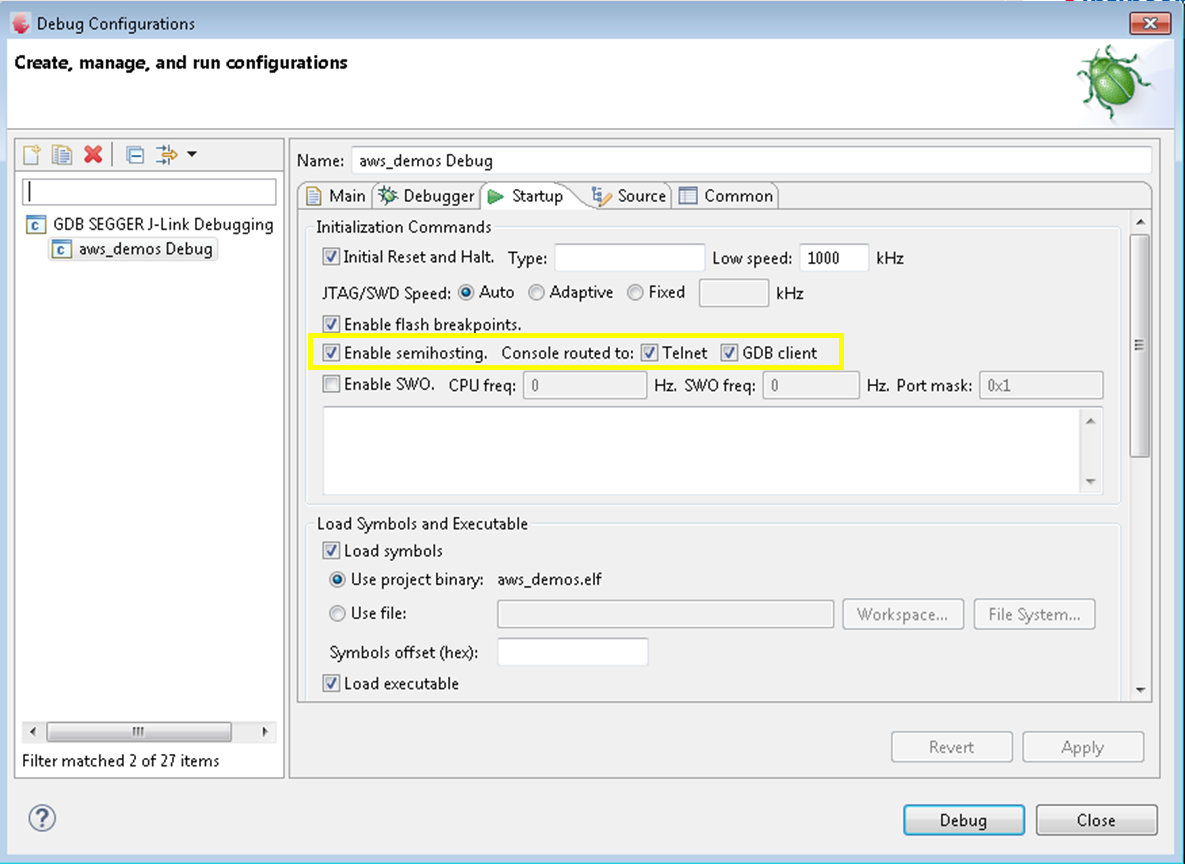 Debug Configurations
Create, manage, and run configurations
Name: aws_demos Debug
Main Debugger Startup Source Common
GDB SEGGER J-Link Debugging
aws_demos Debug
Filter matched 2 of 27 items
Initialization Commands
Initial Reset and Halt. Type: Low speed: 1000 kHz
JTAG/SWD Speed: Auto Adaptive Fixed kHz
Enable flash breakpoints.
Enable semihosting. Console routed to: Telnet GDB client
Enable SWO. CPU freq: 0 Hz. SWO freq: 0 Hz. Port mask: 0x1
Load Symbols and Executable
Load symbols
Use project binary: aws_demos.elf
Use file: Workspace... File System...
Symbols offset (hex):
Load executable
Revert Apply
? Debug Close